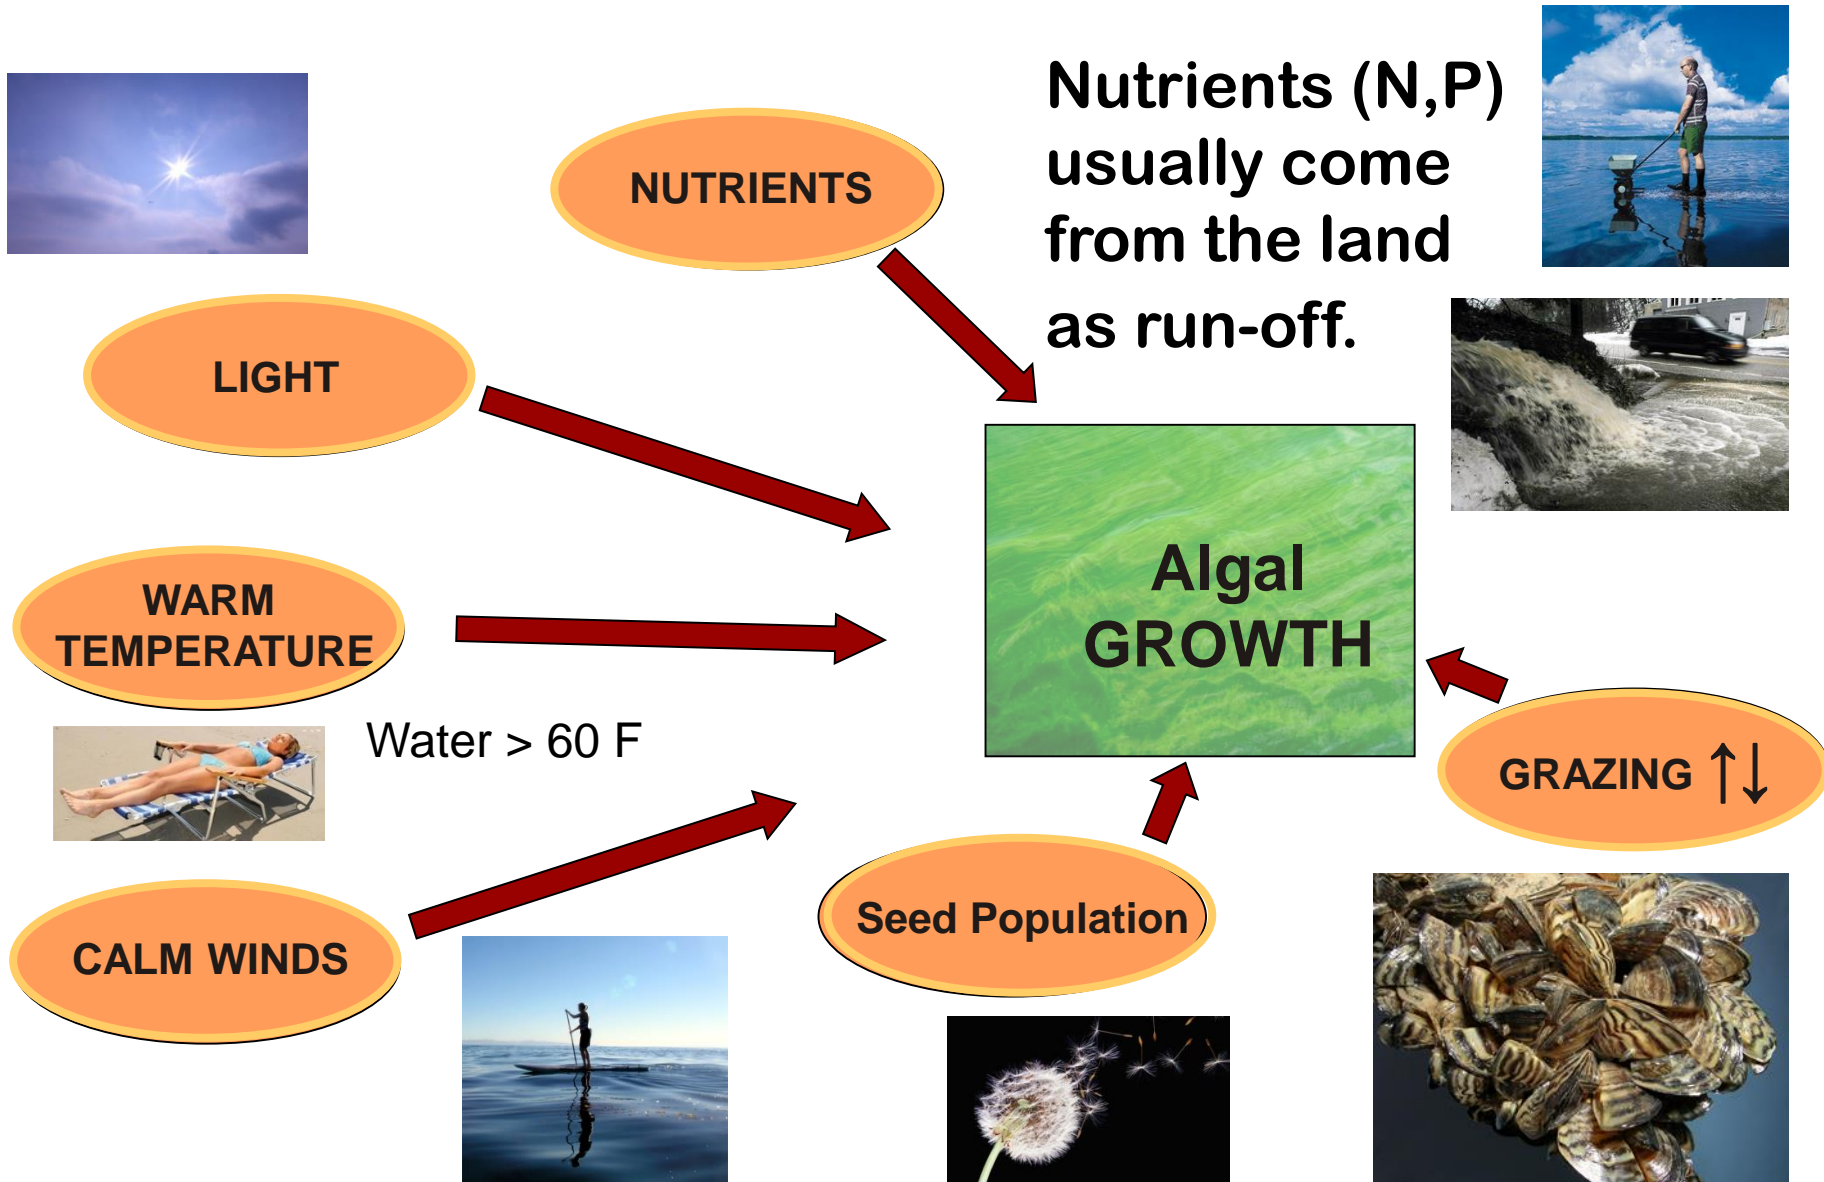 Nutrients (N,P)
usually come
from the land
as run-off.
NUTRIENTS
LIGHT
WARM
TEMPERATURE
Water > 60 F
CALM WINDS
Algal
GROWTH
GRAZING ↑↓
Seed Population